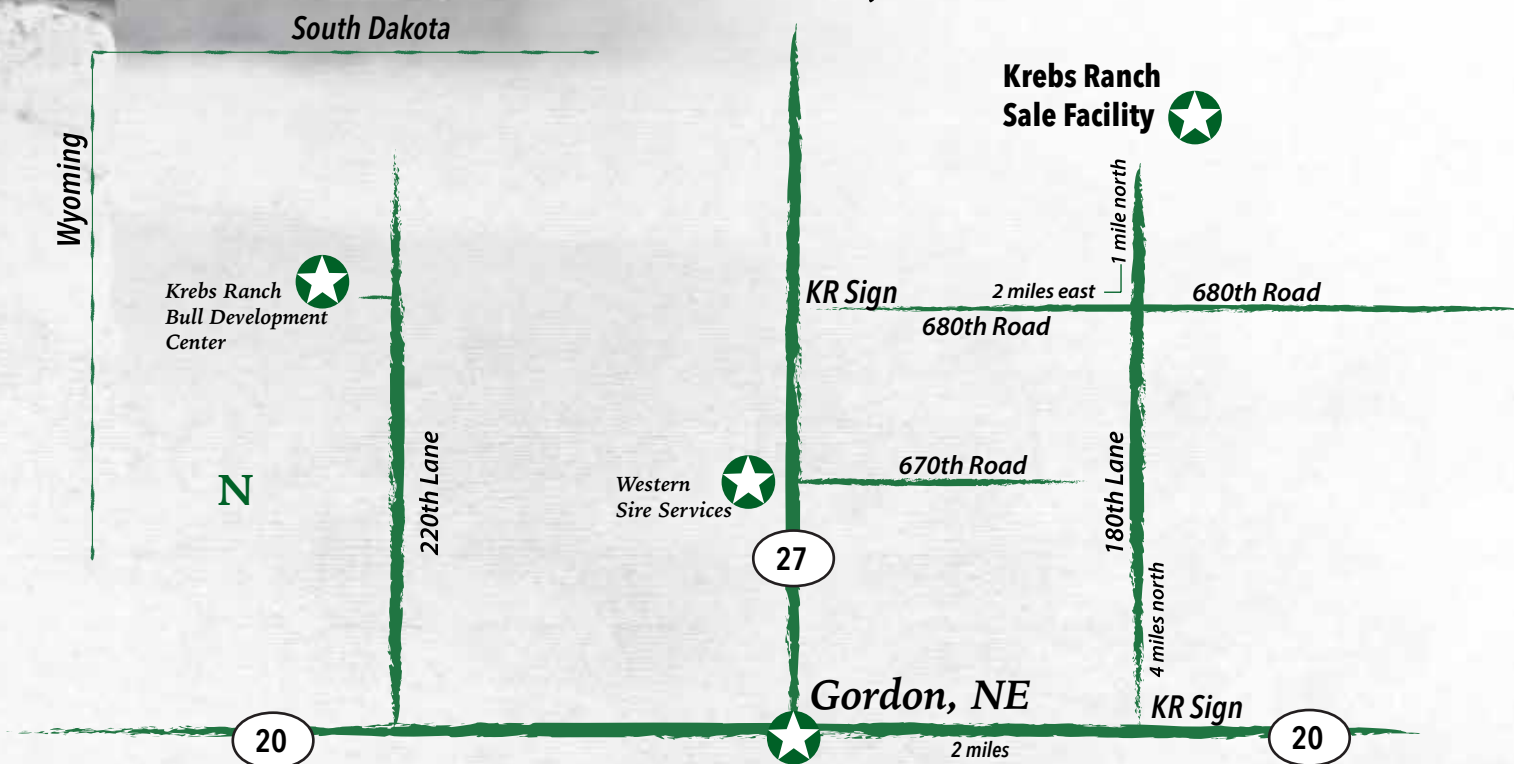 South Dakota
Wyoming
Krebs Ranch
Sale Facility
1 mile north
Krebs Ranch
Bull Development
Center
KR Sign
2 miles east
680th Road
680th Road
220th Lane
N
Western
Sire Services
670th Road
180th Lane
27
4 miles north
Gordon, NE
KR Sign
20
2 miles
20